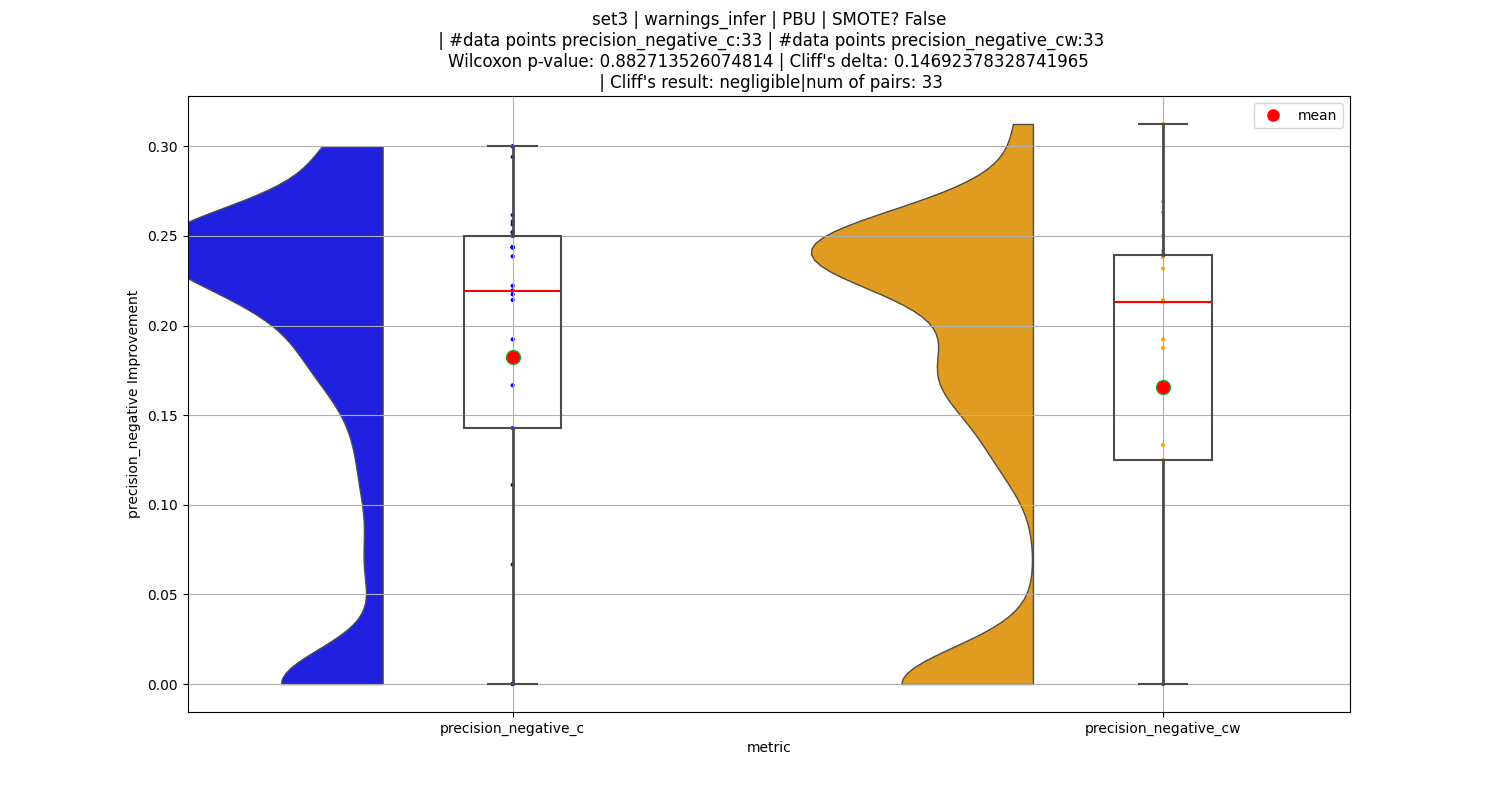 set3 | warnings_infer | PBU | SMOTE? False
| #data points precision_negative_c:33 | #data points precision_negative_cw:33
Wilcoxon p-value: 0.882713526074814 | Cliff's delta: 0.14692378328741965
| Cliff's result: negligible|num of pairs: 33
mean
0.30
0.25
0.20
0.15
0.10
0.05
0.00
precision_negative Improvement
precision_negative_c
precision_negative_cw
metric